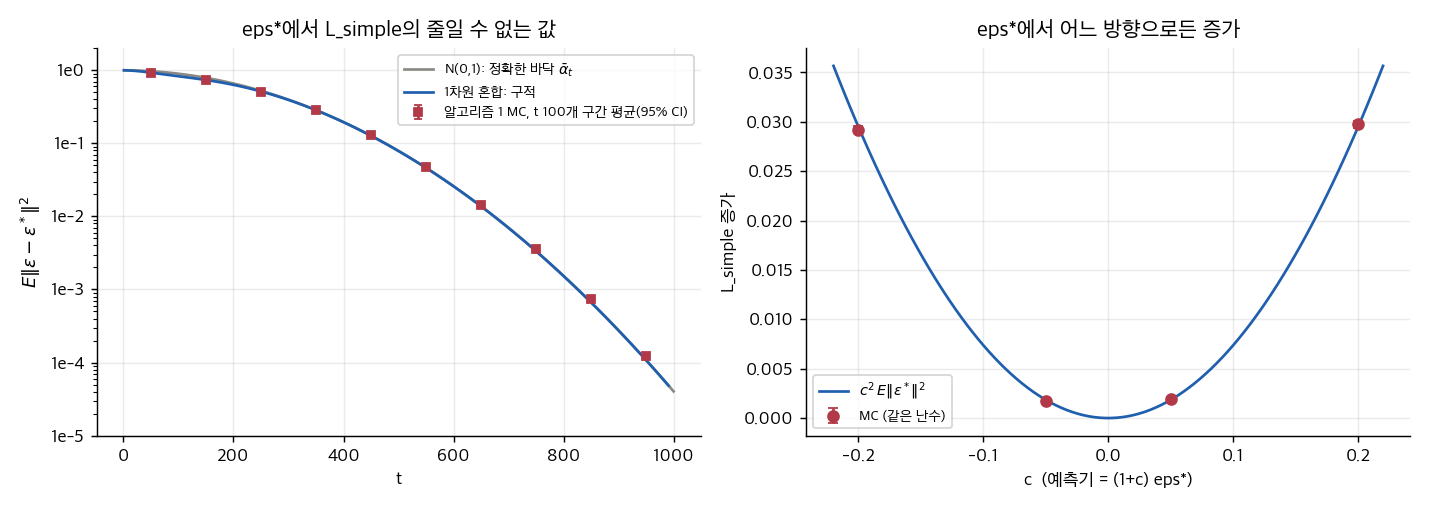 eps*에서 L_simple의 줄일 수 없는 값
1e0
1e-1
1e-2
1e-3
1e-4
1e-5
E‖ε − ε*‖²
0
200
400
600
800
1000
t
N(0,1): 정확한 바닥 ᾱₜ
1차원 혼합: 구적
알고리즘 1 MC, t 100개 구간 평균(95% CI)
eps*에서 어느 방향으로든 증가
0.035
0.030
0.025
0.020
0.015
0.010
0.005
0.000
L_simple 증가
-0.2
-0.1
0.0
0.1
0.2
c (예측기 = (1+c) eps*)
c² E‖ε*‖²
MC (같은 난수)